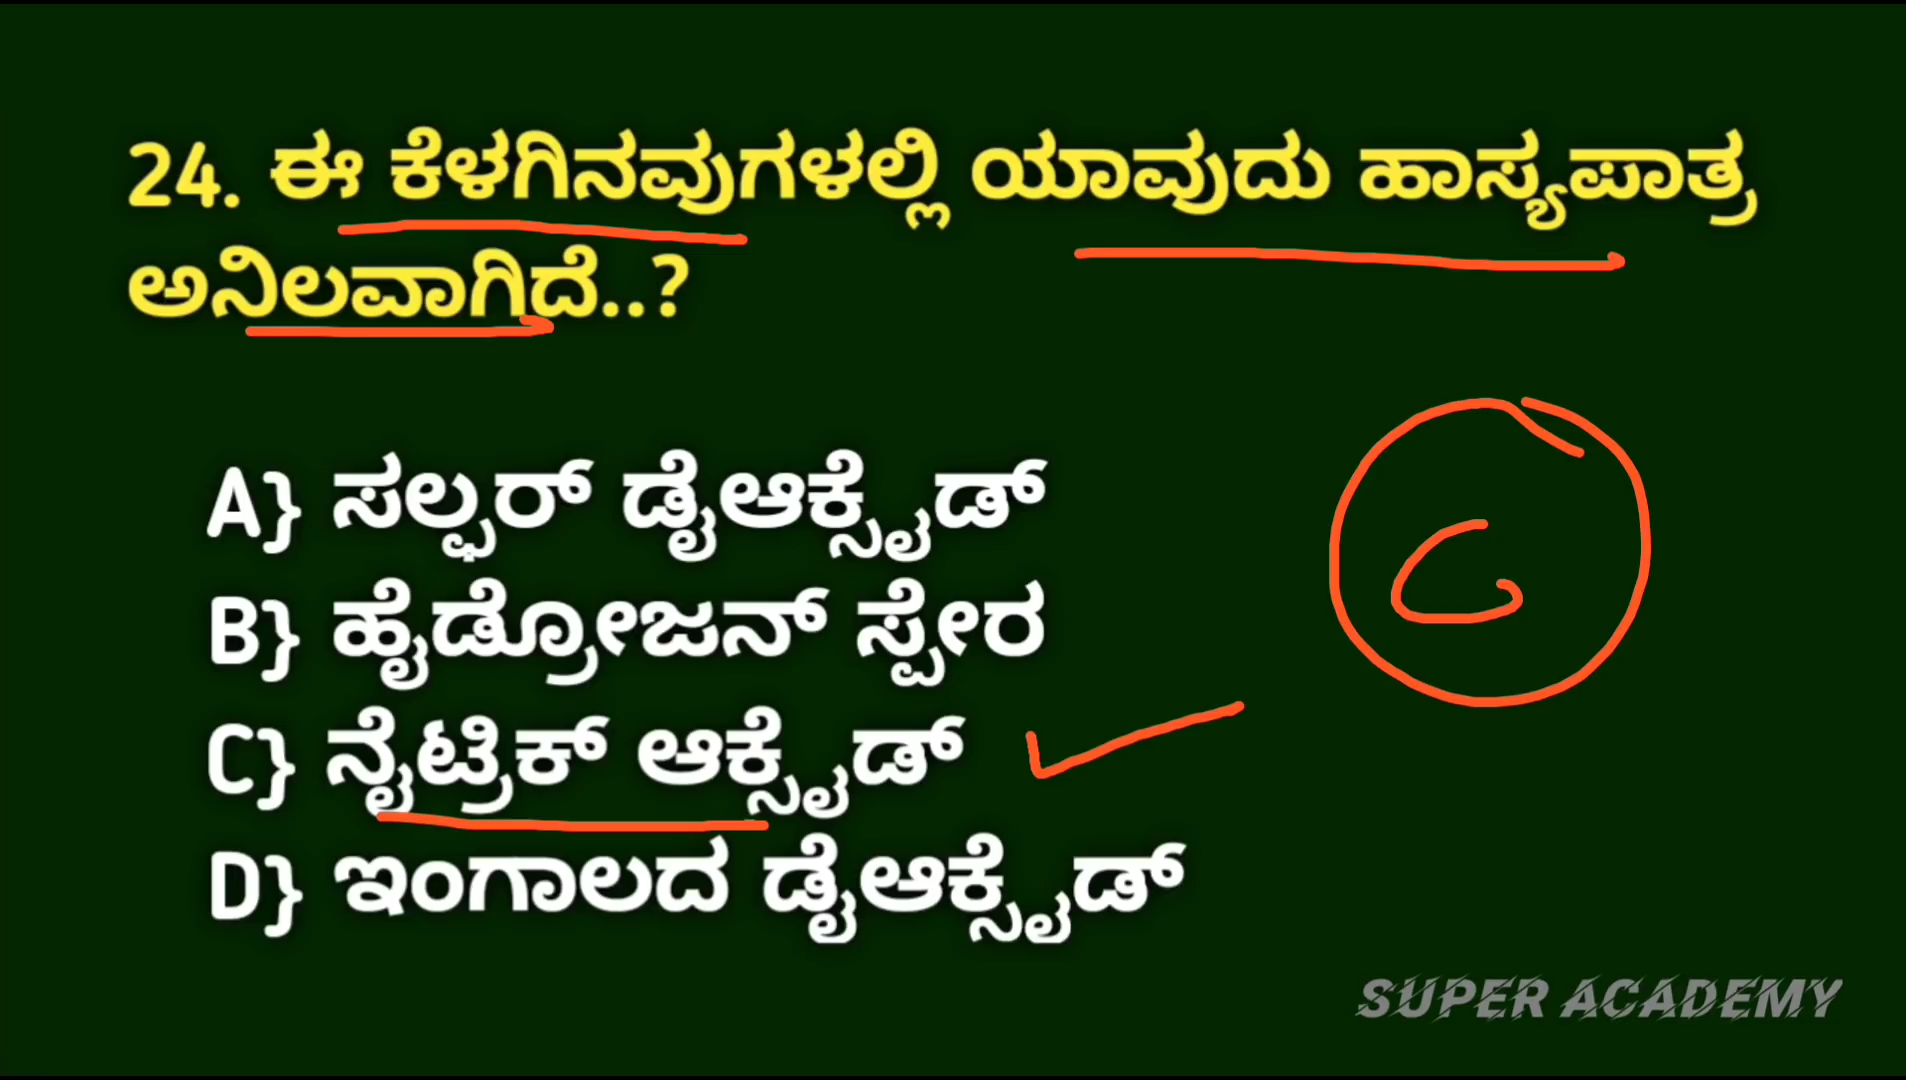 24. ಈ ಕೆಳಗಿನವುಗಳಲ್ಲಿ ಯಾವುದು ಹಾಸ್ಯಪಾತ್ರ
ಅನಿಲವಾಗಿದೆ..?
A} ಸಲ್ಫರ್ ಡೈಆಕ್ಸೈಡ್
B} ಹೈಡ್ರೋಜನ್ ಸ್ಪೇರ
C} ನೈಟ್ರಿಕ್ ಆಕ್ಸೈಡ್
D} ಇಂಗಾಲದ ಡೈಆಕ್ಸೈಡ್
C
SUPER ACADEMY